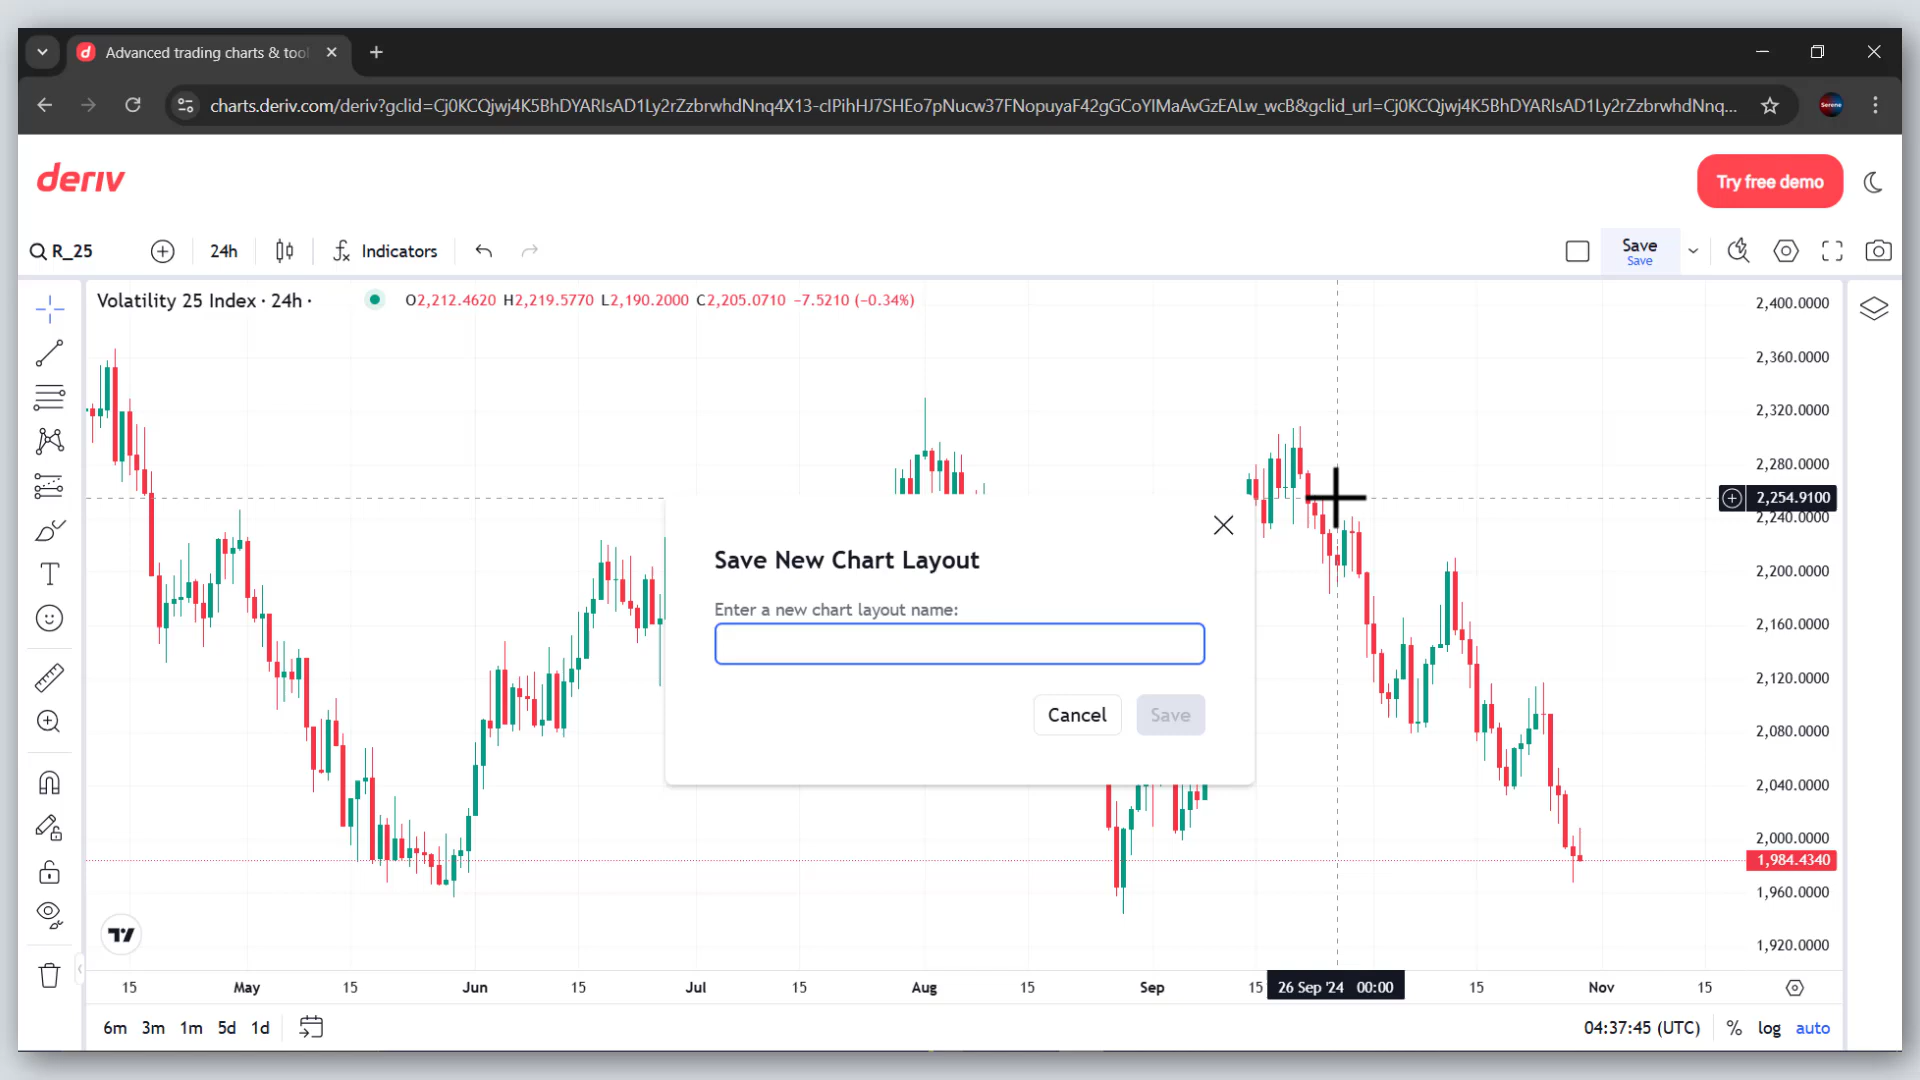 Advanced trading charts & tool
charts.deriv.com/deriv?gclid=Cj0KCQjwj4K5BhDYARIsAD1Ly2rZzbrwhdNnq4X13-cIPihHJ7SHEo7pNucw37FNopuyaF42gGCoYIMaAvGzEALw_wcB&gclid_url=Cj0KCQjwj4K5BhDYARIsAD1Ly2rZzbrwhdNnq...
Serene
deriv
Try free demo
R_25
24h
Indicators
Save
Save
Volatility 25 Index · 24h ·
O2,212.4620 H2,219.5770 L2,190.2000 C2,205.0710 −7.5210 (−0.34%)
2,400.0000
2,360.0000
2,320.0000
2,280.0000
2,254.9100
2,240.0000
2,200.0000
2,160.0000
2,120.0000
2,080.0000
2,040.0000
2,000.0000
1,984.4340
1,960.0000
1,920.0000
Save New Chart Layout
Enter a new chart layout name:
Cancel
Save
15 May 15 Jun 15 Jul 15 Aug 15 Sep 15 26 Sep '24 00:00 15 Nov 15
6m 3m 1m 5d 1d
04:37:45 (UTC) % log auto